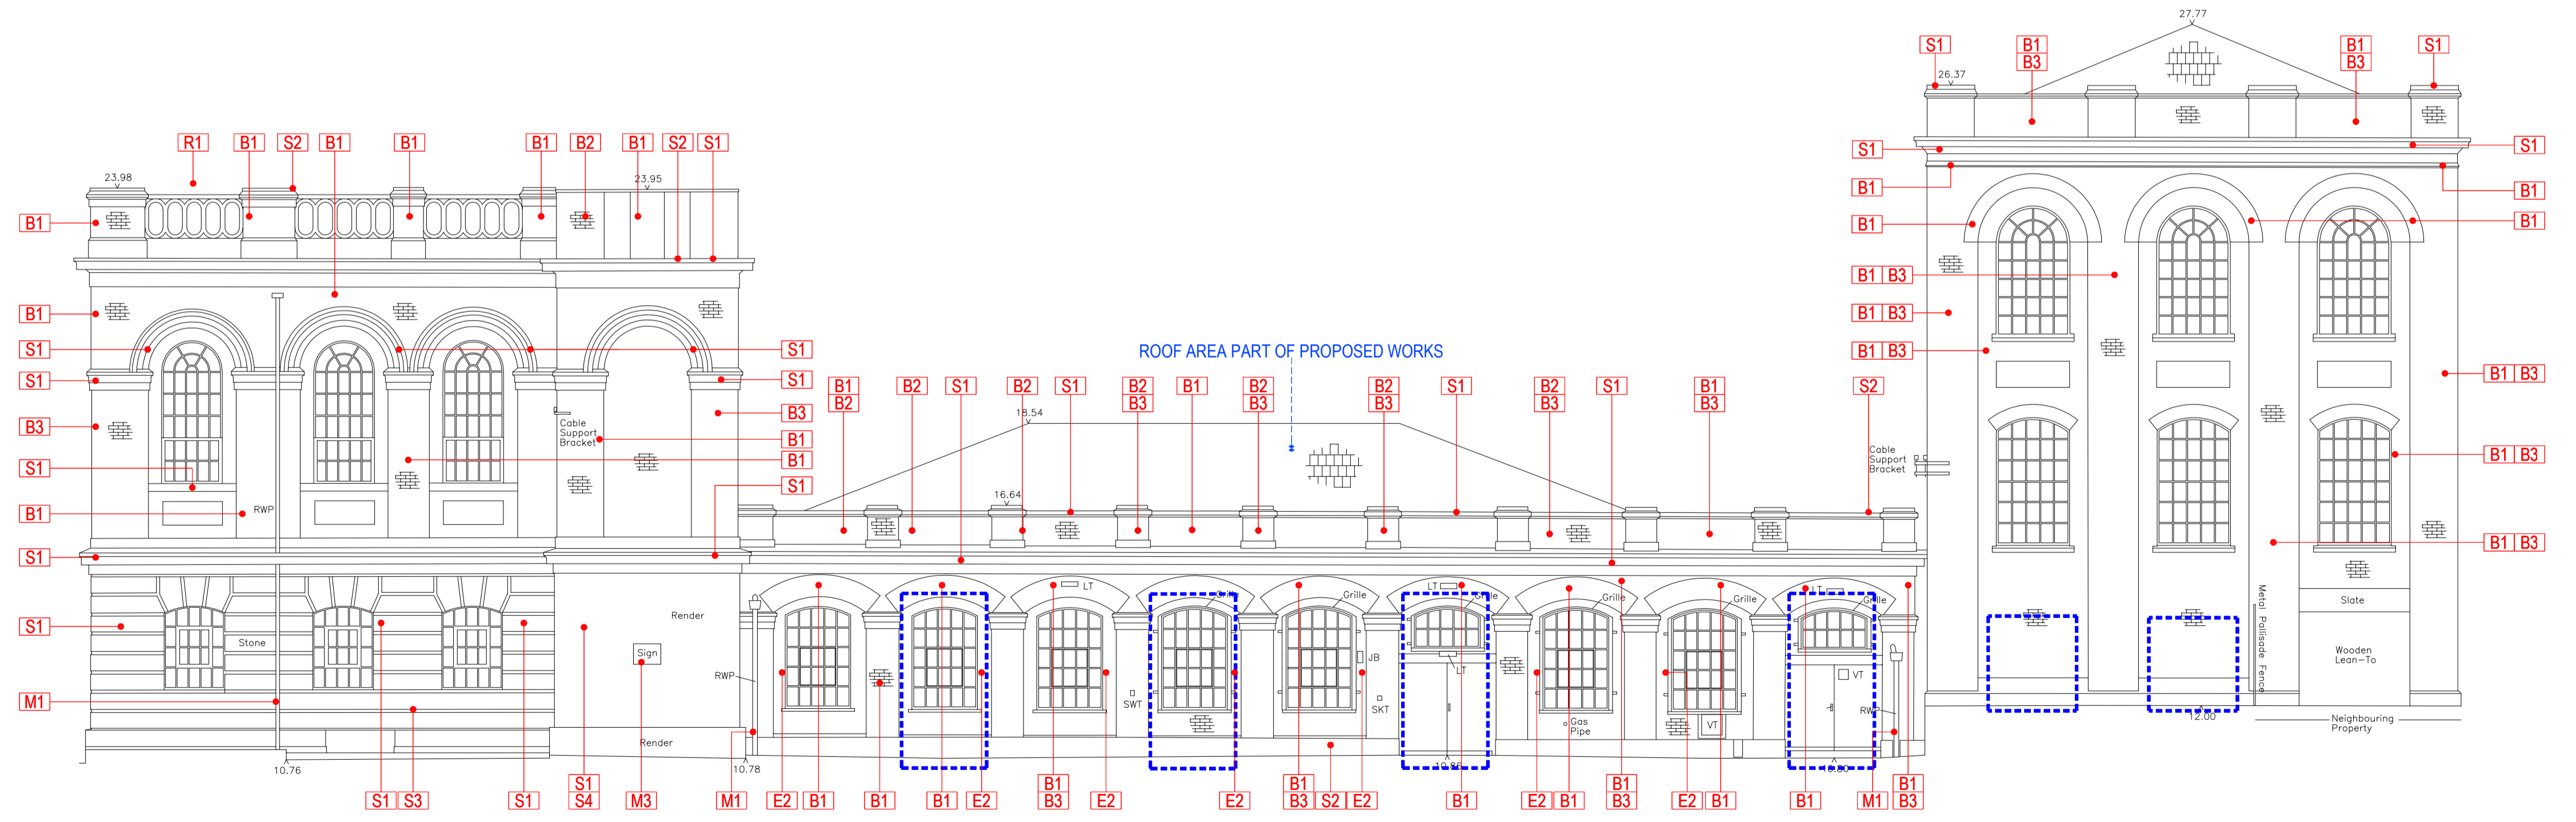 27.77
S1
B1
B3
B1
B3
S1
26.37
R1
B1
S2
B1
B1
B1
B2
B1
S2
S1
S1
S1
23.98
23.95
B1
B1
B1
B1
B1
B1
B1 B3
B1
B1 B3
S1
S1
ROOF AREA PART OF PROPOSED WORKS
B1 B3
S1
S1
B1
B2
B2
S1
B2
S1
B2
B3
B1
B2
B3
B2
B3
S1
B2
B3
S1
B1
B3
S2
B1 B3
B3
B3
18.54
Cable
Support
Bracket
B1
B1
Cable
Support
Bracket
B1 B3
S1
S1
16.64
B1
RWP
B1 B3
S1
LT
LT
LT
Metal Pallisade Fence
Grille
Grille
Grille
Grille
Grille
Grille
Slate
S1
Render
Stone
Sign
JB
LT
Wooden
Lean-To
RWP
VT
M1
SWT
SKT
RWP
Gas
Pipe
VT
12.00
Neighbouring
Property
Render
10.76
10.78
10.86
10.80
S1
S3
S1
S1
S4
M3
M1
E2
B1
B1
B1
E2
B1
B3
E2
E2
B1
B3
S2
E2
B1
E2
B1
B1
B3
E2
B1
B1
M1
B1
B3